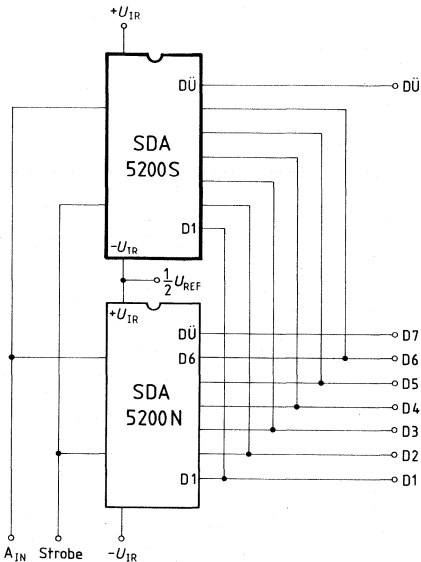 +U_IR
DÜ
DÜ
SDA
5200S
D1
-U_IR
1/2 U_REF
+U_IR
DÜ
D7
D6
D6
D5
SDA
5200N
D4
D3
D2
D1
D1
A_IN
Strobe
-U_IR